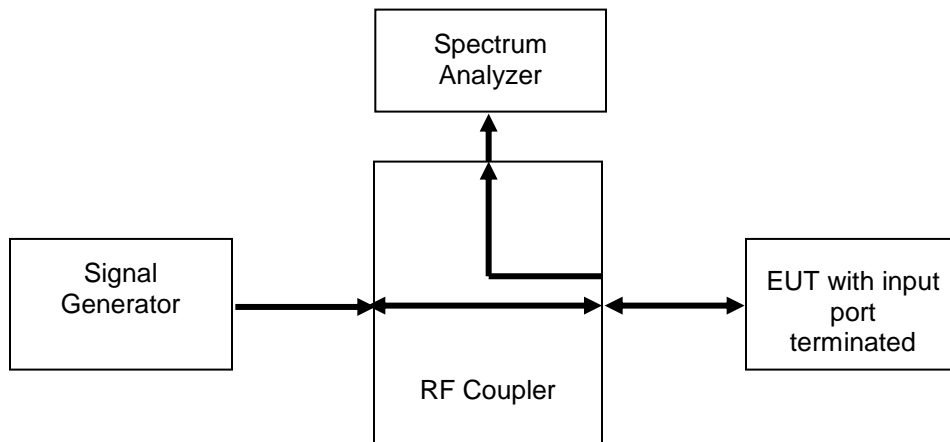 Spectrum
Analyzer
Signal
Generator
EUT with input
port
terminated
RF Coupler